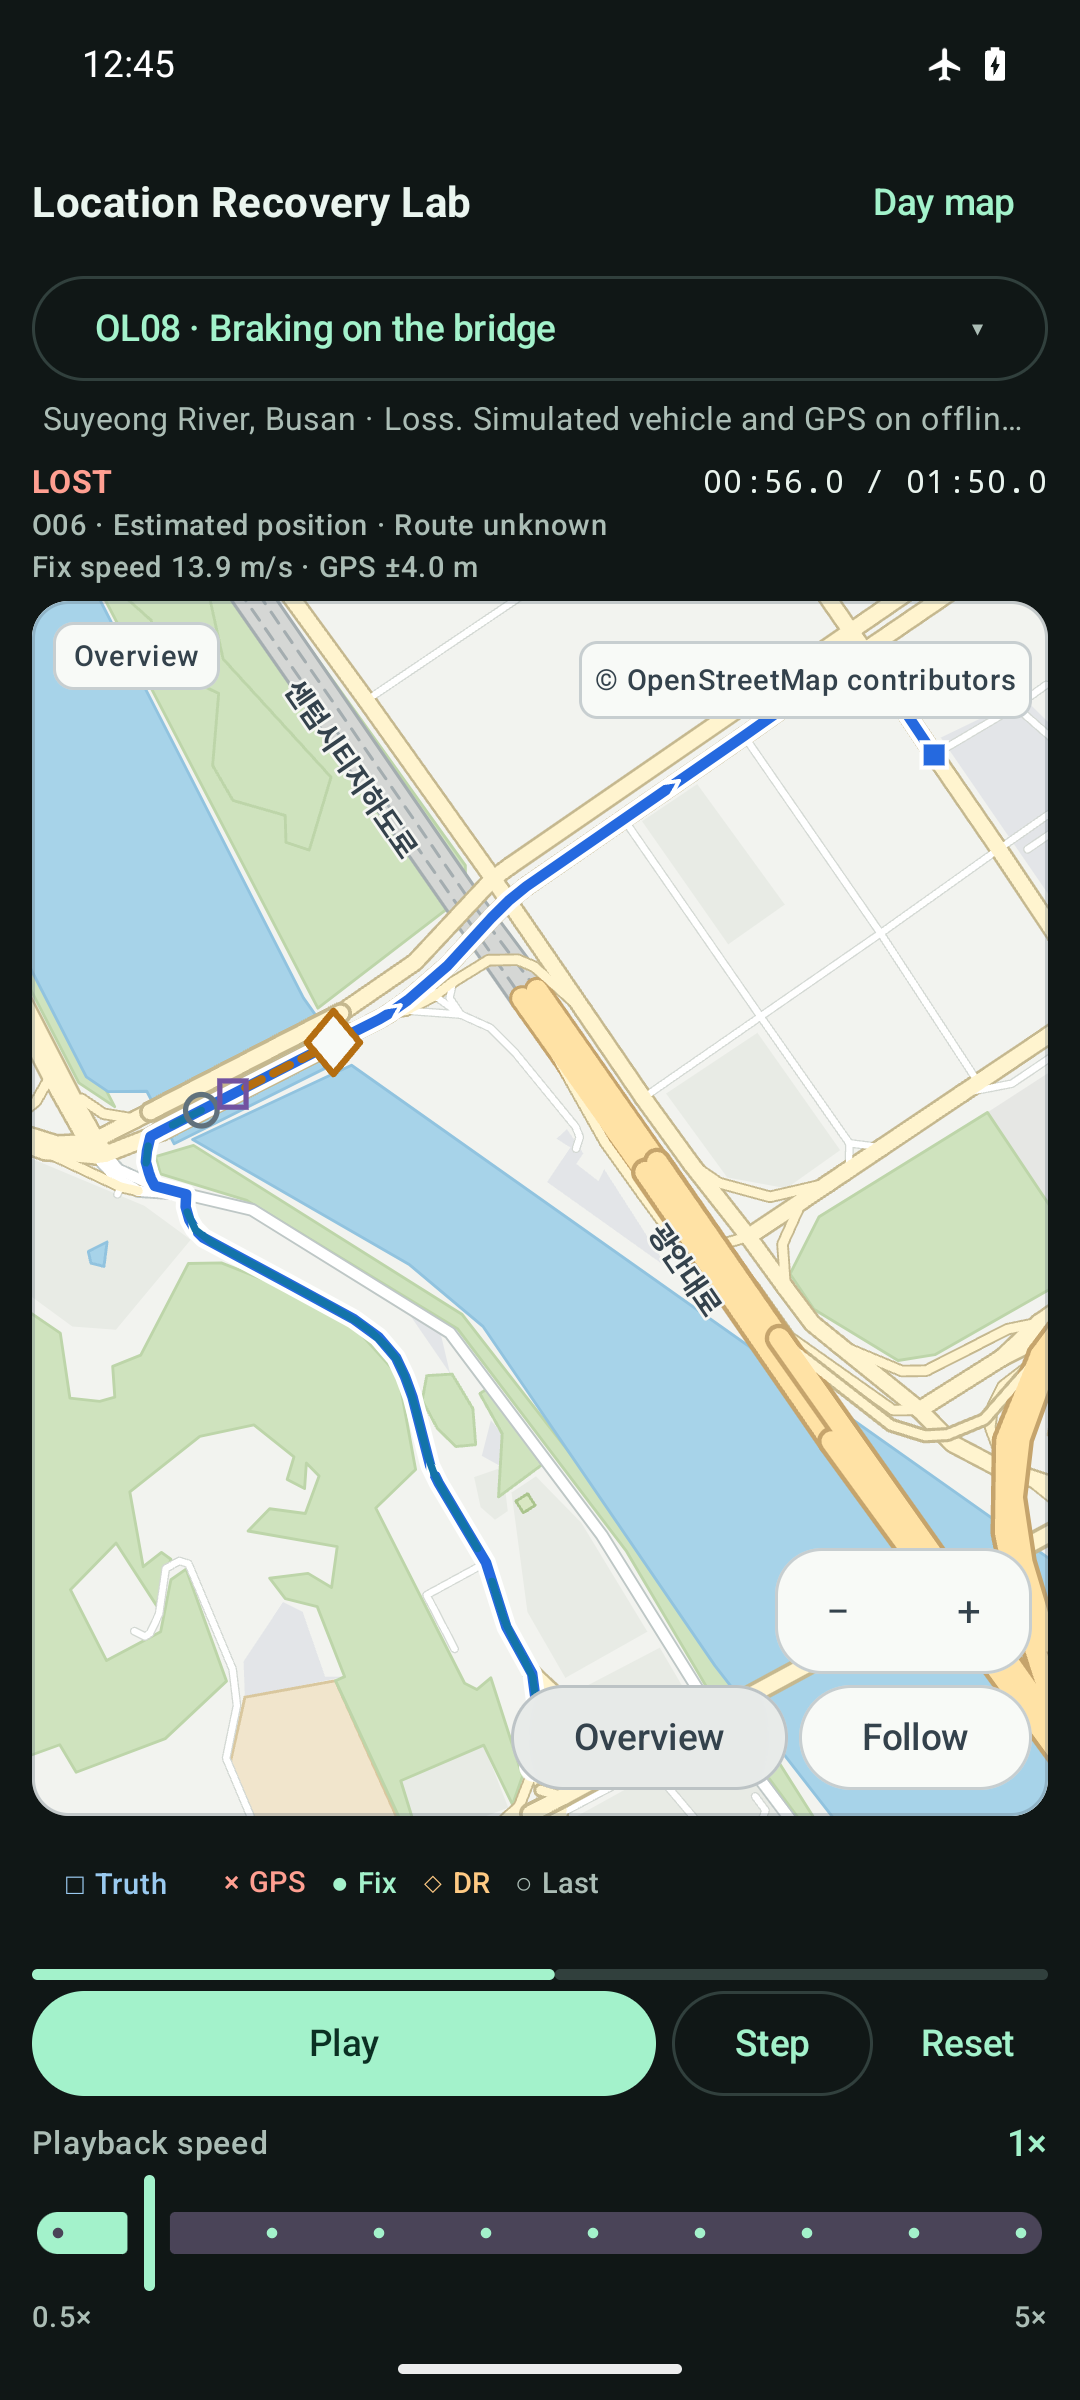 12:45
Location Recovery Lab
Day map
OL08 · Braking on the bridge
Suyeong River, Busan · Loss. Simulated vehicle and GPS on offlin…
LOST
00:56.0 / 01:50.0
O06 · Estimated position · Route unknown
Fix speed 13.9 m/s · GPS ±4.0 m
Overview
© OpenStreetMap contributors
센텀시티지하도로
광안대로
− +
Overview
Follow
□ Truth × GPS ● Fix ◇ DR ○ Last
Play
Step
Reset
Playback speed
1×
0.5×
5×